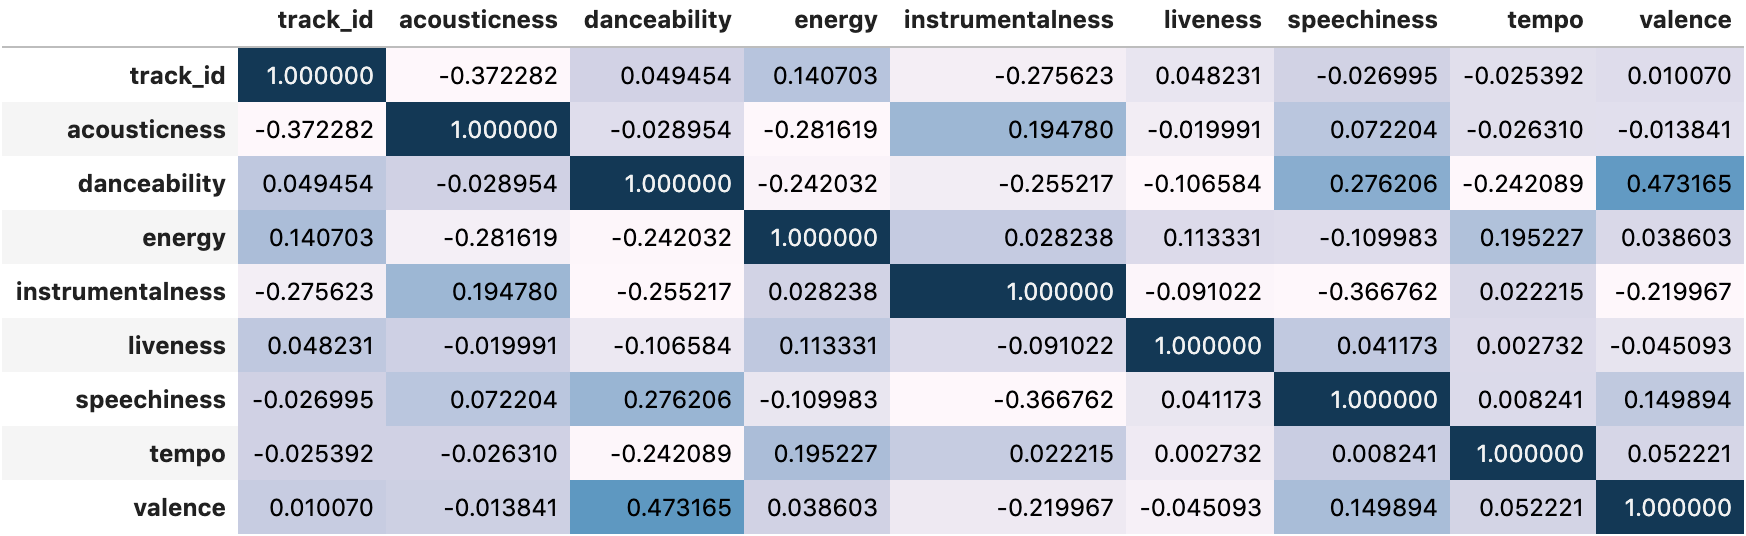 track_id acousticness danceability energy instrumentalness liveness speechiness tempo valence
track_id 1.000000 -0.372282 0.049454 0.140703 -0.275623 0.048231 -0.026995 -0.025392 0.010070
acousticness -0.372282 1.000000 -0.028954 -0.281619 0.194780 -0.019991 0.072204 -0.026310 -0.013841
danceability 0.049454 -0.028954 1.000000 -0.242032 -0.255217 -0.106584 0.276206 -0.242089 0.473165
energy 0.140703 -0.281619 -0.242032 1.000000 0.028238 0.113331 -0.109983 0.195227 0.038603
instrumentalness -0.275623 0.194780 -0.255217 0.028238 1.000000 -0.091022 -0.366762 0.022215 -0.219967
liveness 0.048231 -0.019991 -0.106584 0.113331 -0.091022 1.000000 0.041173 0.002732 -0.045093
speechiness -0.026995 0.072204 0.276206 -0.109983 -0.366762 0.041173 1.000000 0.008241 0.149894
tempo -0.025392 -0.026310 -0.242089 0.195227 0.022215 0.002732 0.008241 1.000000 0.052221
valence 0.010070 -0.013841 0.473165 0.038603 -0.219967 -0.045093 0.149894 0.052221 1.000000